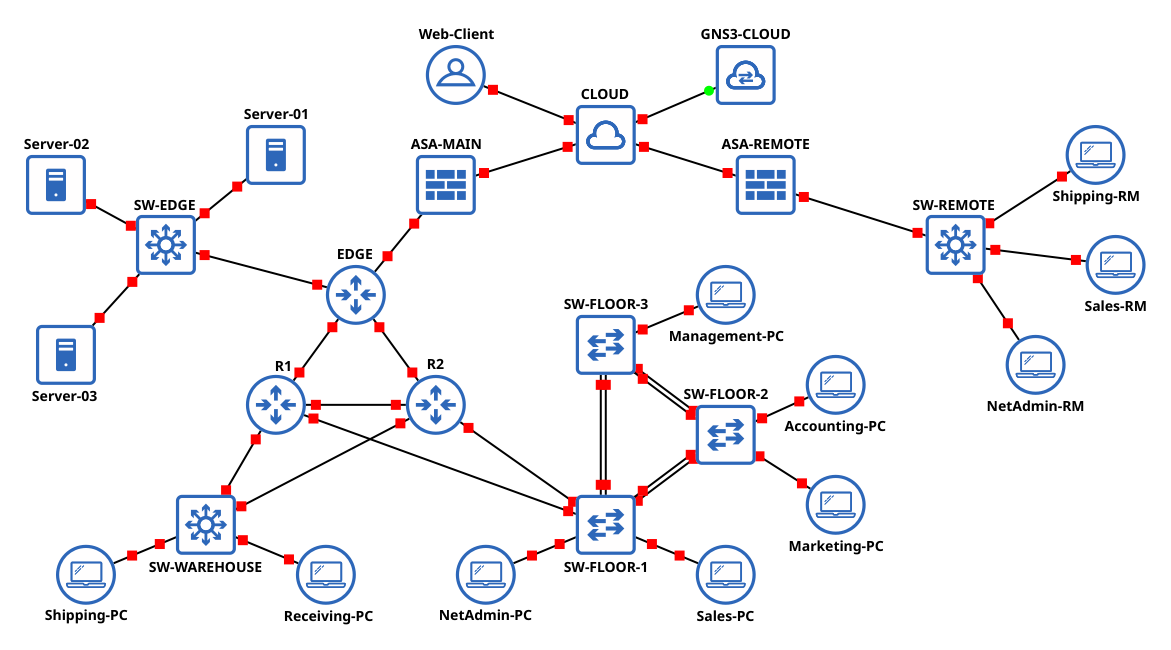 Web-Client
GNS3-CLOUD
CLOUD
Server-01
Server-02
ASA-MAIN
ASA-REMOTE
Shipping-RM
SW-EDGE
SW-REMOTE
EDGE
Sales-RM
SW-FLOOR-3
Management-PC
R1
R2
SW-FLOOR-2
Server-03
NetAdmin-RM
Accounting-PC
Marketing-PC
SW-WAREHOUSE
SW-FLOOR-1
Shipping-PC
Receiving-PC
NetAdmin-PC
Sales-PC